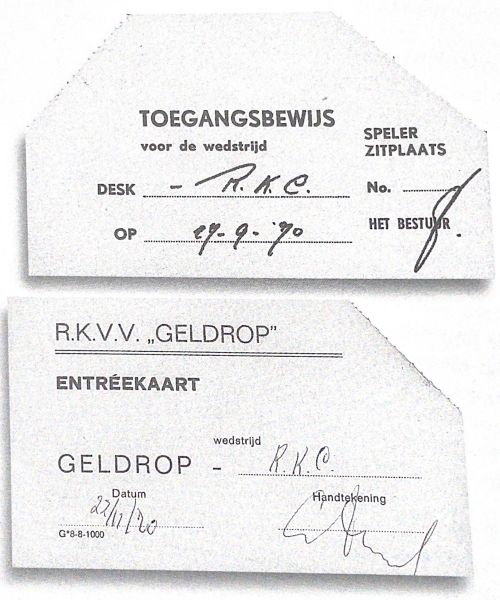 TOEGANGSBEWIJS
voor de wedstrijd
SPELER
ZITPLAATS
DESK - R.K.C. No.
OP 27-9-'70 HET BESTUUR
R.K.V.V. „GELDROP”
ENTRÉEKAART
wedstrijd
GELDROP - R.K.C.
Datum Handtekening
22/11/70
G*8-8-1000